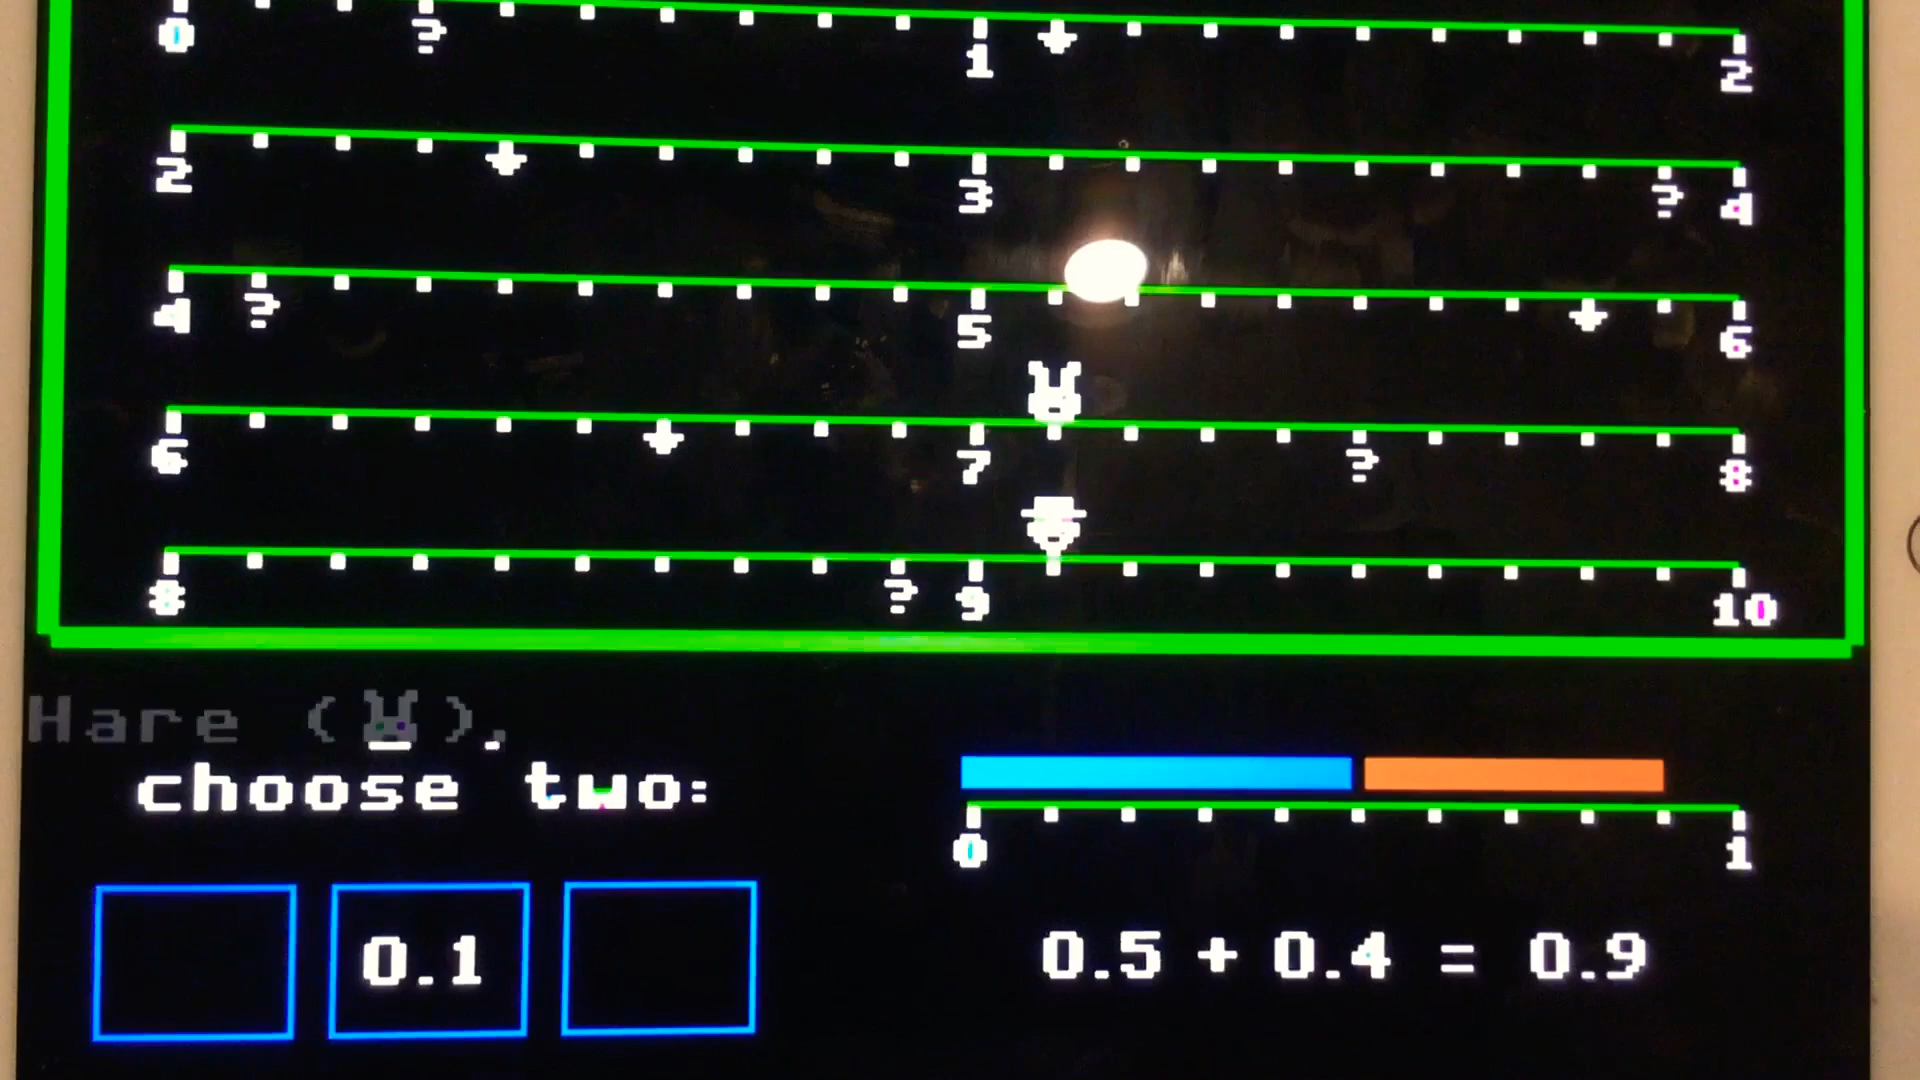 0 ? 1 2
2 3 ? 4
4 ? 5 6
6 7 ? 8
8 ? 9 10
Hare ( ),
choose two:
0 1
0.1
0.5 + 0.4 = 0.9